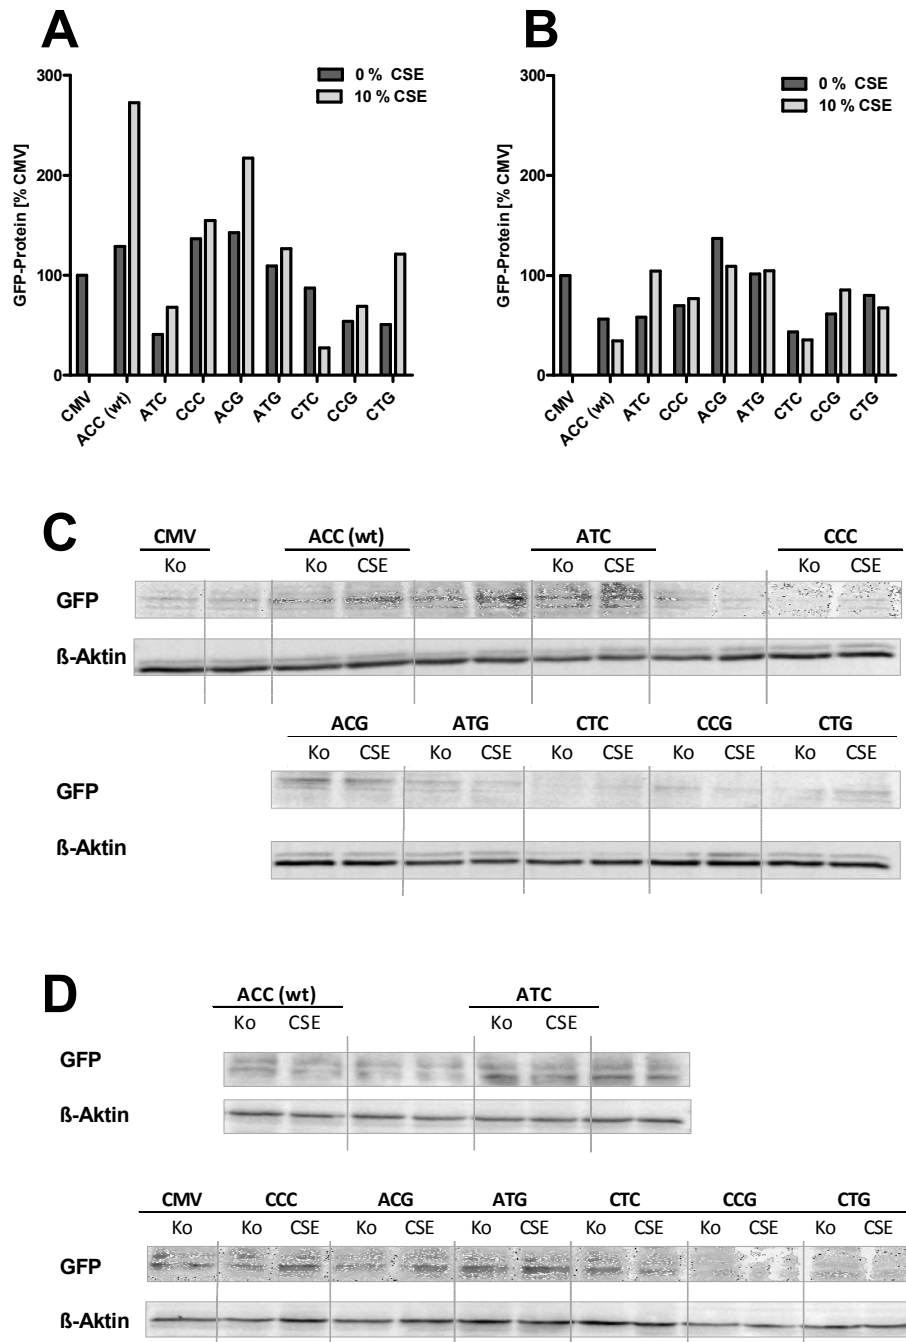 A
B
300
200
100
0
GFP-Protein [% CMV]
0 % CSE
10 % CSE
CMV
ACC (wt)
ATC
CCC
ACG
ATG
CTC
CCG
CTG
300
200
100
0
GFP-Protein [% CMV]
0 % CSE
10 % CSE
CMV
ACC (wt)
ATC
CCC
ACG
ATG
CTC
CCG
CTG
C
CMV ACC (wt) ATC CCC
Ko Ko CSE Ko CSE Ko CSE
GFP
ß-Aktin
ACG ATG CTC CCG CTG
Ko CSE Ko CSE Ko CSE Ko CSE Ko CSE
GFP
ß-Aktin
D
ACC (wt) ATC
Ko CSE Ko CSE
GFP
ß-Aktin
CMV CCC ACG ATG CTC CCG CTG
Ko Ko CSE Ko CSE Ko CSE Ko CSE Ko CSE Ko CSE
GFP
ß-Aktin